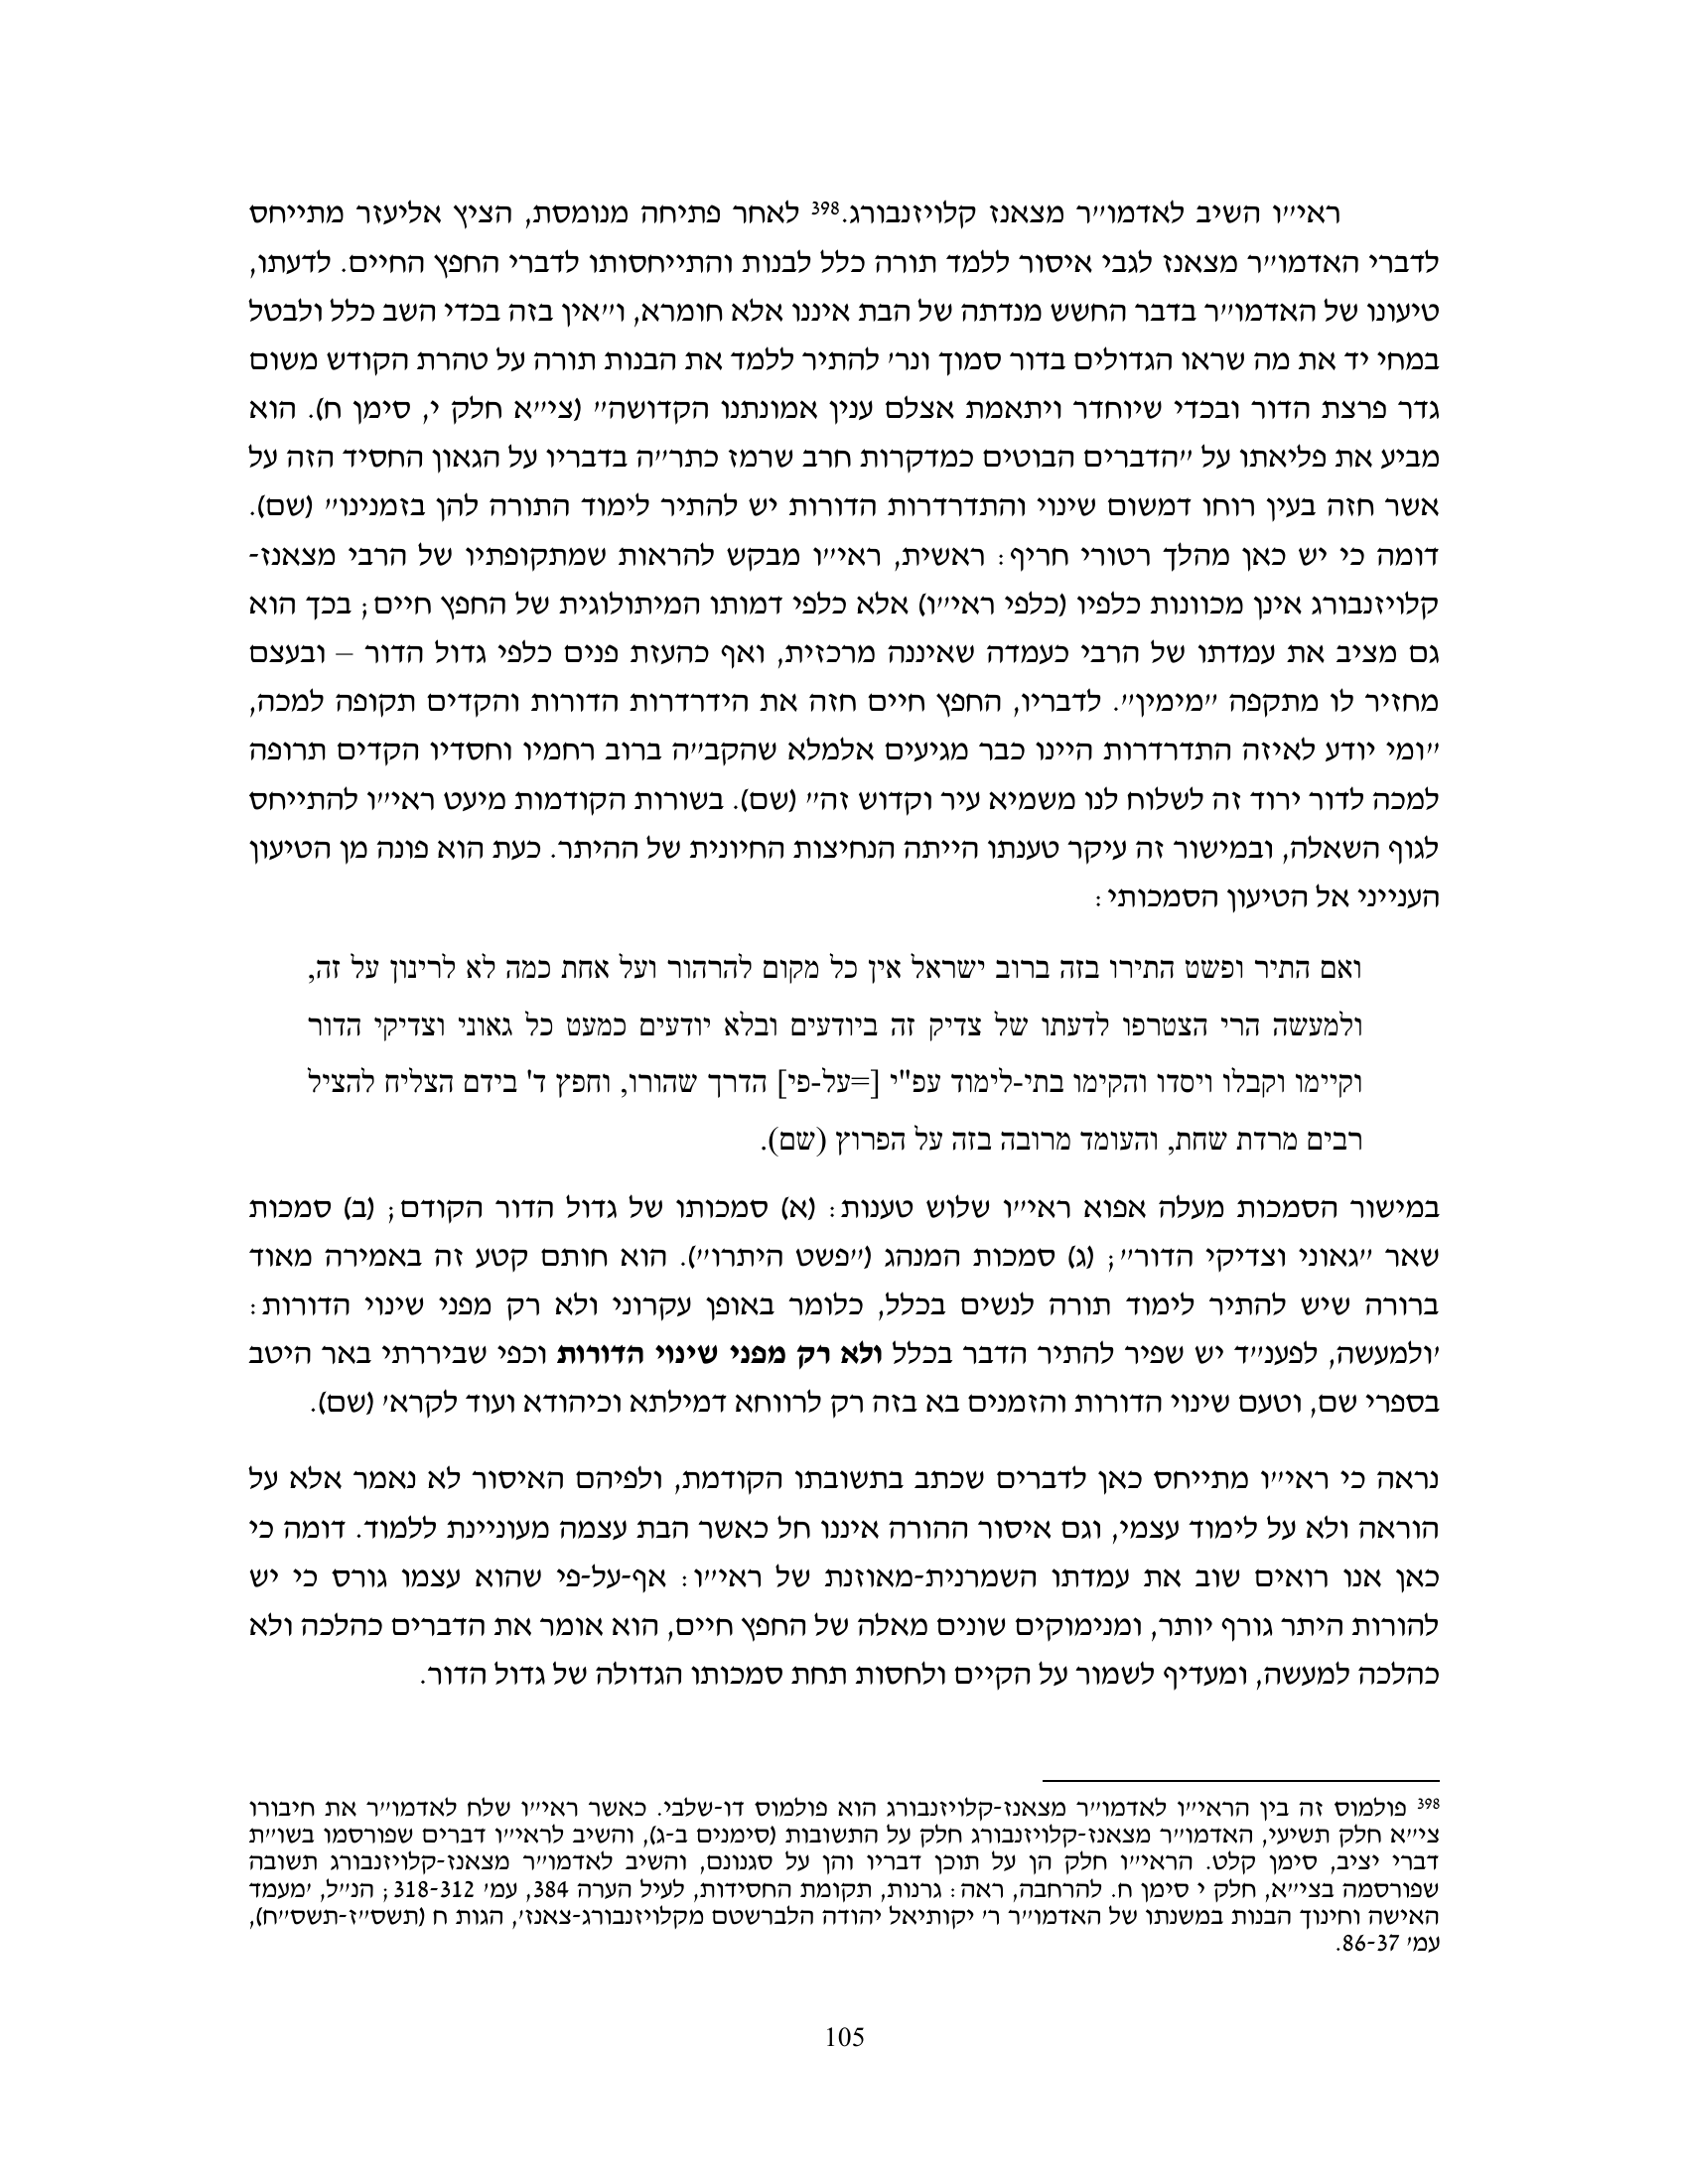 ראי״ו השיב לאדמו״ר מצאנז קלויזנבורג.398 לאחר פתיחה מנומסת, הציץ אליעזר מתייחס
לדברי האדמו״ר מצאנז לגבי איסור ללמד תורה כלל לבנות והתייחסותו לדברי החפץ החיים. לדעתו,
טיעונו של האדמו״ר בדבר החשש מנדתה של הבת איננו אלא חומרא, ו״אין בזה בכדי השב כלל ולבטל
במחי יד את מה שראו הגדולים בדור סמוך ונר׳ להתיר ללמד את הבנות תורה על טהרת הקודש משום
גדר פרצת הדור ובכדי שיוחדר ויתאמת אצלם ענין אמונתנו הקדושה״ (צי״א חלק י, סימן ח). הוא
מביע את פליאתו על ״הדברים הבוטים כמדקרות חרב שרמז כתר״ה בדבריו על הגאון החסיד הזה על
אשר חזה בעין רוחו דמשום שינוי והתדרדרות הדורות יש להתיר לימוד התורה להן בזמנינו״ (שם).
דומה כי יש כאן מהלך רטורי חריף: ראשית, ראי״ו מבקש להראות שמתקופתיו של הרבי מצאנז-
קלויזנבורג אינן מכוונות כלפיו (כלפי ראי״ו) אלא כלפי דמותו המיתולוגית של החפץ חיים; בכך הוא
גם מציב את עמדתו של הרבי כעמדה שאיננה מרכזית, ואף כהעזת פנים כלפי גדול הדור – ובעצם
מחזיר לו מתקפה ״מימין״. לדבריו, החפץ חיים חזה את הידרדרות הדורות והקדים תקופה למכה,
״ומי יודע לאיזה התדרדרות היינו כבר מגיעים אלמלא שהקב״ה ברוב רחמיו וחסדיו הקדים תרופה
למכה לדור ירוד זה לשלוח לנו משמיא עיר וקדוש זה״ (שם). בשורות הקודמות מיעט ראי״ו להתייחס
לגוף השאלה, ובמישור זה עיקר טענתו הייתה הנחיצות החיונית של ההיתר. כעת הוא פונה מן הטיעון
הענייני אל הטיעון הסמכותי:
ואם התיר ופשט התירו בזה ברוב ישראל אין כל מקום להרהור ועל אחת כמה לא לרינון על זה,
ולמעשה הרי הצטרפו לדעתו של צדיק זה ביודעים ובלא יודעים כמעט כל גאוני וצדיקי הדור
וקיימו וקבלו ויסדו והקימו בתי-לימוד עפ"י [=על-פי] הדרך שהורו, וחפץ ד' בידם הצליח להציל
רבים מרדת שחת, והעומד מרובה בזה על הפרוץ (שם).
במישור הסמכות מעלה אפוא ראי״ו שלוש טענות: (א) סמכותו של גדול הדור הקודם; (ב) סמכות
שאר ״גאוני וצדיקי הדור״; (ג) סמכות המנהג (״פשט היתרו״). הוא חותם קטע זה באמירה מאוד
ברורה שיש להתיר לימוד תורה לנשים בכלל, כלומר באופן עקרוני ולא רק מפני שינוי הדורות:
׳ולמעשה, לפענ״ד יש שפיר להתיר הדבר בכלל ולא רק מפני שינוי הדורות וכפי שביררתי באר היטב
בספרי שם, וטעם שינוי הדורות והזמנים בא בזה רק לרווחא דמילתא וכיהודא ועוד לקרא׳ (שם).
נראה כי ראי״ו מתייחס כאן לדברים שכתב בתשובתו הקודמת, ולפיהם האיסור לא נאמר אלא על
הוראה ולא על לימוד עצמי, וגם איסור ההורה איננו חל כאשר הבת עצמה מעוניינת ללמוד. דומה כי
כאן אנו רואים שוב את עמדתו השמרנית-מאוזנת של ראי״ו: אף-על-פי שהוא עצמו גורס כי יש
להורות היתר גורף יותר, ומנימוקים שונים מאלה של החפץ חיים, הוא אומר את הדברים כהלכה ולא
כהלכה למעשה, ומעדיף לשמור על הקיים ולחסות תחת סמכותו הגדולה של גדול הדור.
398 פולמוס זה בין הראי״ו לאדמו״ר מצאנז-קלויזנבורג הוא פולמוס דו-שלבי. כאשר ראי״ו שלח לאדמו״ר את חיבורו
צי״א חלק תשיעי, האדמו״ר מצאנז-קלויזנבורג חלק על התשובות (סימנים ב-ג), והשיב לראי״ו דברים שפורסמו בשו״ת
דברי יציב, סימן קלט. הראי״ו חלק הן על תוכן דבריו והן על סגנונם, והשיב לאדמו״ר מצאנז-קלויזנבורג תשובה
שפורסמה בצי״א, חלק י סימן ח. להרחבה, ראה: גרנות, תקומת החסידות, לעיל הערה 384, עמ׳ 318-312; הנ״ל, ׳מעמד
האישה וחינוך הבנות במשנתו של האדמו״ר ר׳ יקותיאל יהודה הלברשטם מקלויזנבורג-צאנז׳, הגות ח (תשס״ז-תשס״ח),
עמ׳ 86-37.
105